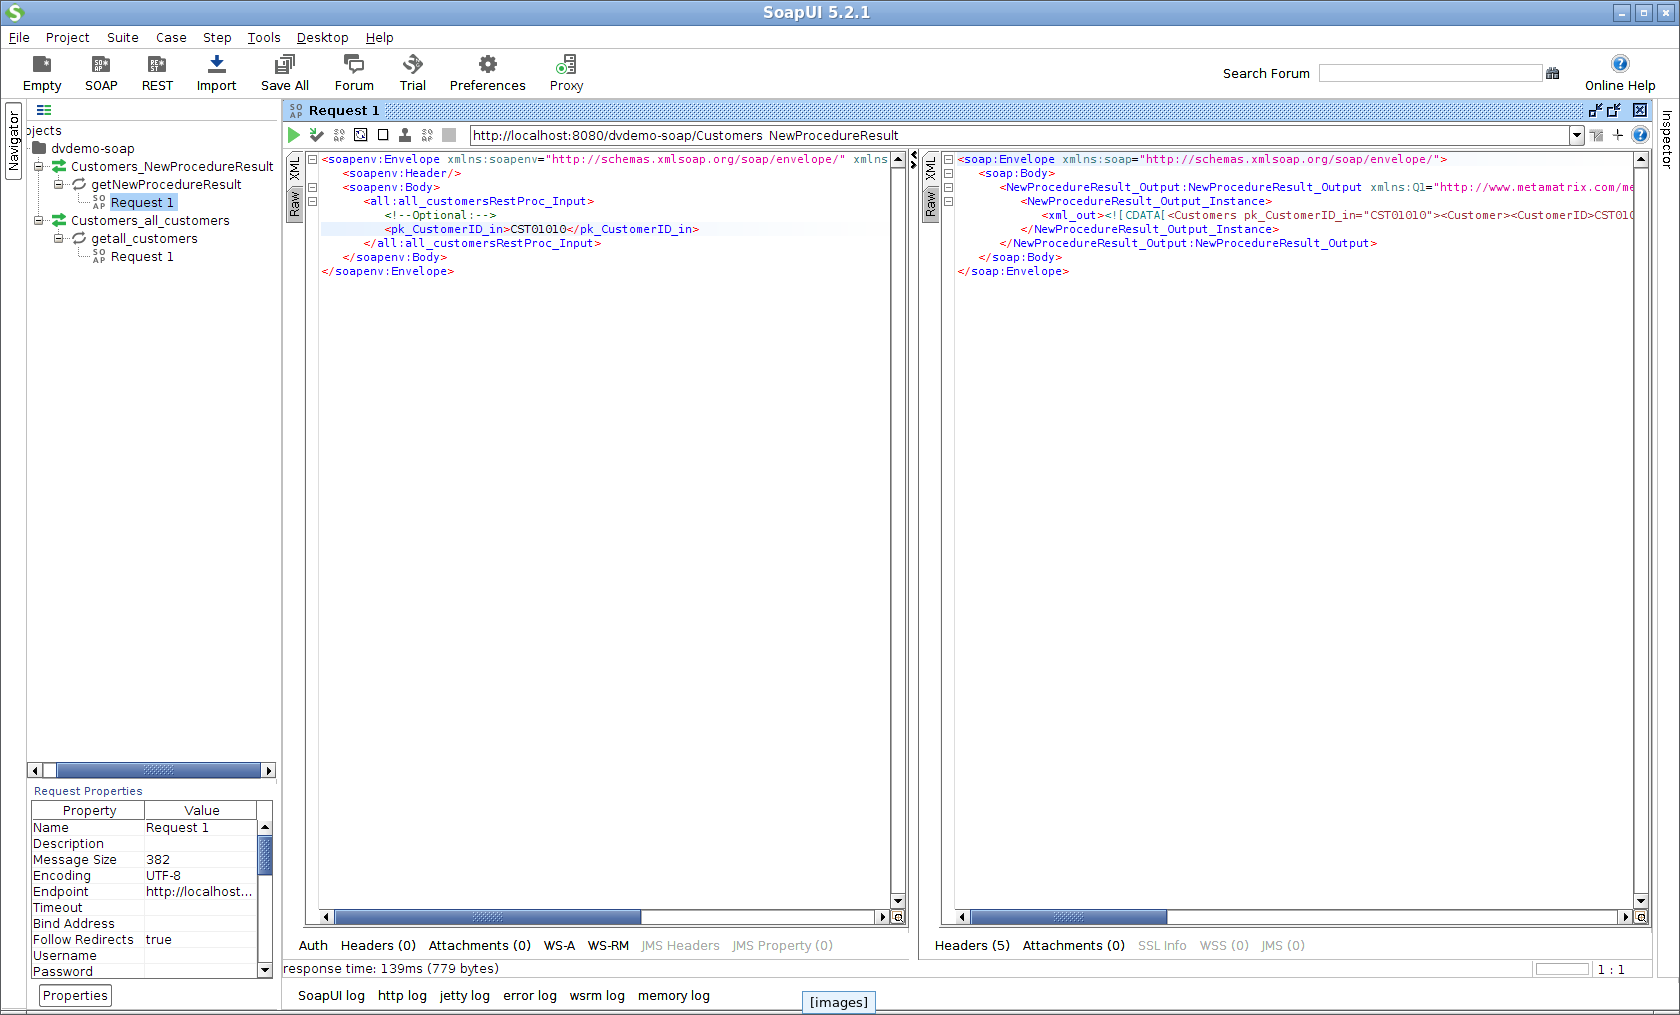 SoapUI 5.2.1
File Project Suite Case Step Tools Desktop Help
Empty SOAP REST Import Save All Forum Trial Preferences Proxy
Search Forum
Online Help
Navigator
ojects
dvdemo-soap
Customers_NewProcedureResult
getNewProcedureResult
Request 1
Customers_all_customers
getall_customers
Request 1
Request Properties
Property Value
Name Request 1
Description
Message Size 382
Encoding UTF-8
Endpoint http://localhost...
Timeout
Bind Address
Follow Redirects true
Username
Password
Properties
Request 1
http://localhost:8080/dvdemo-soap/Customers_NewProcedureResult
XML
Raw
<soapenv:Envelope xmlns:soapenv="http://schemas.xmlsoap.org/soap/envelope/" xmlns
<soapenv:Header/>
<soapenv:Body>
<all:all_customersRestProc_Input>
<!--Optional:-->
<pk_CustomerID_in>CST01010</pk_CustomerID_in>
</all:all_customersRestProc_Input>
</soapenv:Body>
</soapenv:Envelope>
Auth Headers (0) Attachments (0) WS-A WS-RM JMS Headers JMS Property (0)
XML
Raw
<soap:Envelope xmlns:soap="http://schemas.xmlsoap.org/soap/envelope/">
<soap:Body>
<NewProcedureResult_Output:NewProcedureResult_Output xmlns:Q1="http://www.metamatrix.com/me
<NewProcedureResult_Output_Instance>
<xml_out><![CDATA[<Customers pk_CustomerID_in="CST01010"><Customer><CustomerID>CST010
</NewProcedureResult_Output_Instance>
</NewProcedureResult_Output:NewProcedureResult_Output>
</soap:Body>
</soap:Envelope>
Headers (5) Attachments (0) SSL Info WSS (0) JMS (0)
Inspector
response time: 139ms (779 bytes)
1 : 1
SoapUI log http log jetty log error log wsrm log memory log
[images]